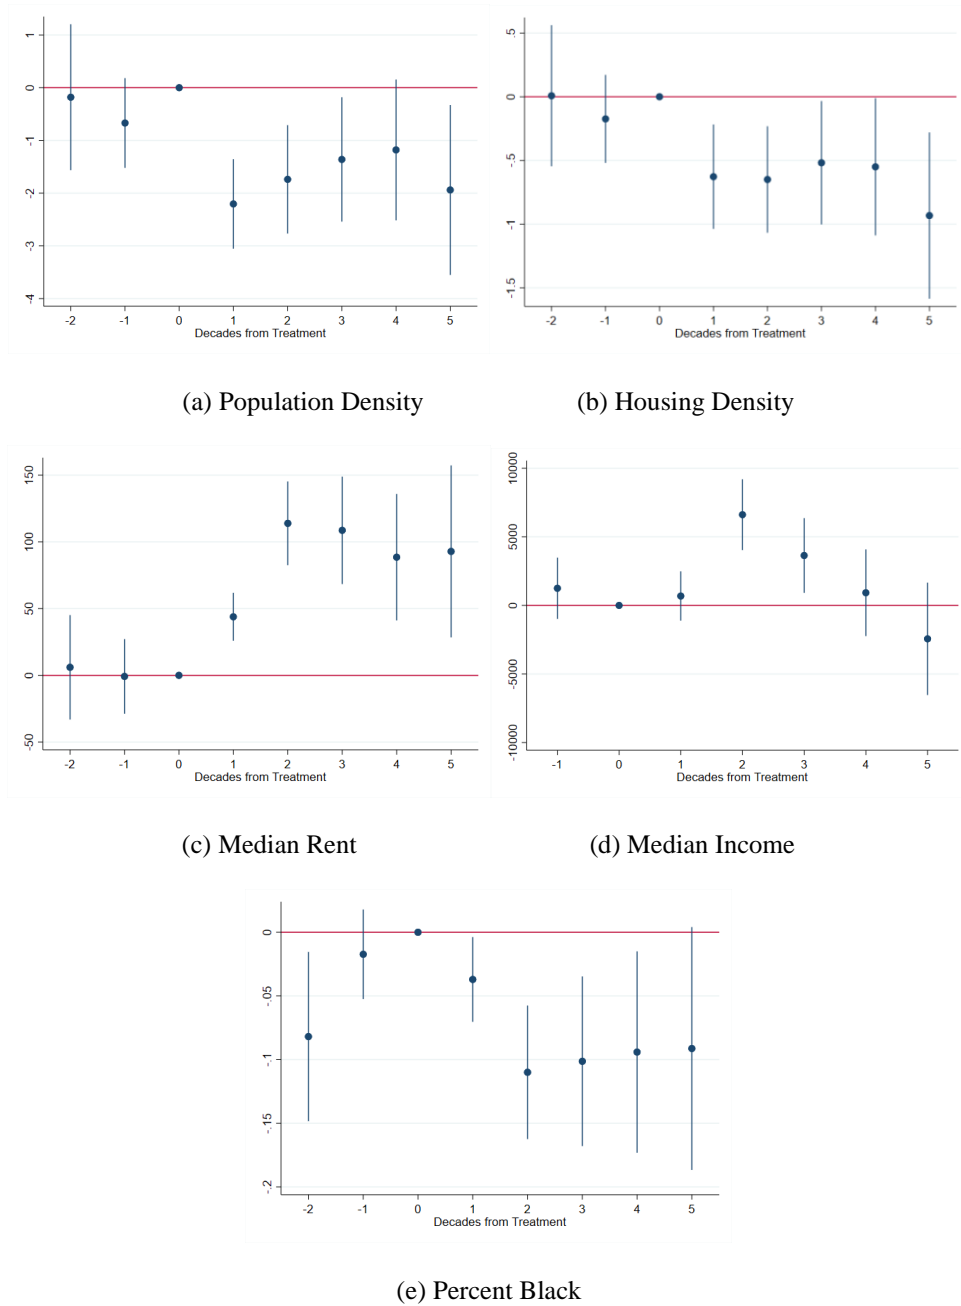 1
0
-1
-2
-3
-4
-2 -1 0 1 2 3 4 5
Decades from Treatment
.5
0
-.5
-1
-1.5
-2 -1 0 1 2 3 4 5
Decades from Treatment
(a) Population Density
(b) Housing Density
150
100
50
0
-50
-2 -1 0 1 2 3 4 5
Decades from Treatment
10000
5000
0
-5000
-10000
-1 0 1 2 3 4 5
Decades from Treatment
(c) Median Rent
(d) Median Income
0
-.05
-.1
-.15
-.2
-2 -1 0 1 2 3 4 5
Decades from Treatment
(e) Percent Black